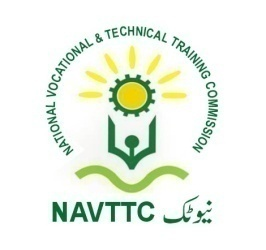 NATIONAL VOCATIONAL & TECHNICAL TRAINING COMMISSION
NAVTTC نیوٹک